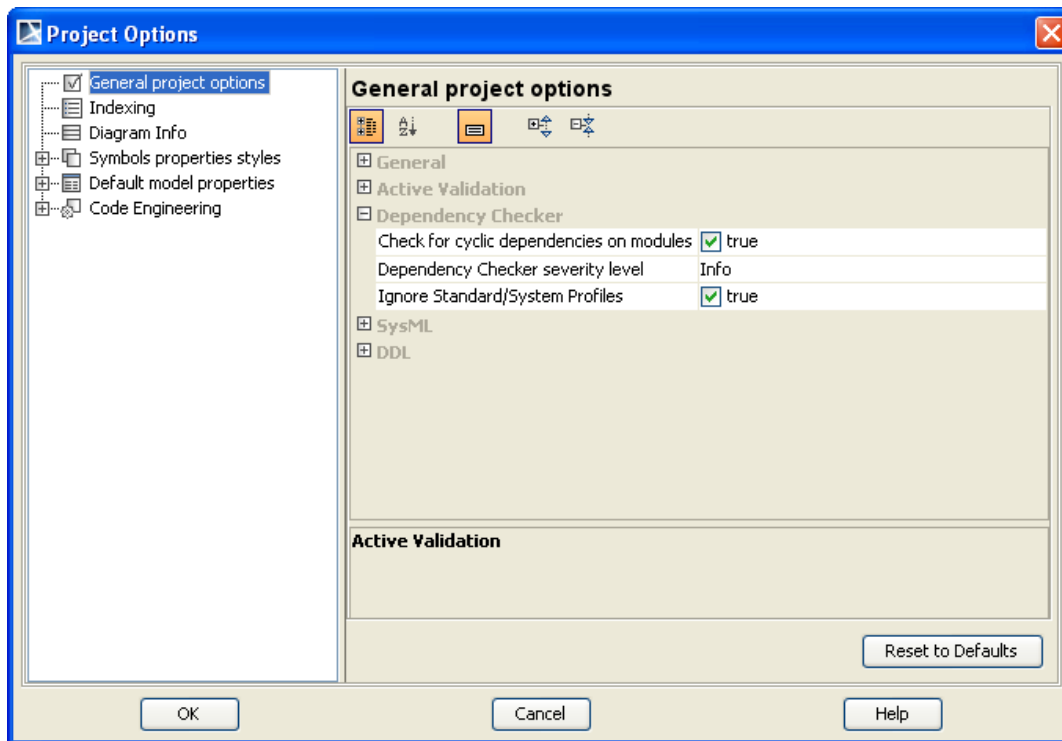 Project Options
General project options
Indexing
Diagram Info
Symbols properties styles
Default model properties
Code Engineering
General project options
General
Active Validation
Dependency Checker
Check for cyclic dependencies on modules true
Dependency Checker severity level Info
Ignore Standard/System Profiles true
SysML
DDL
Active Validation
Reset to Defaults
OK Cancel Help